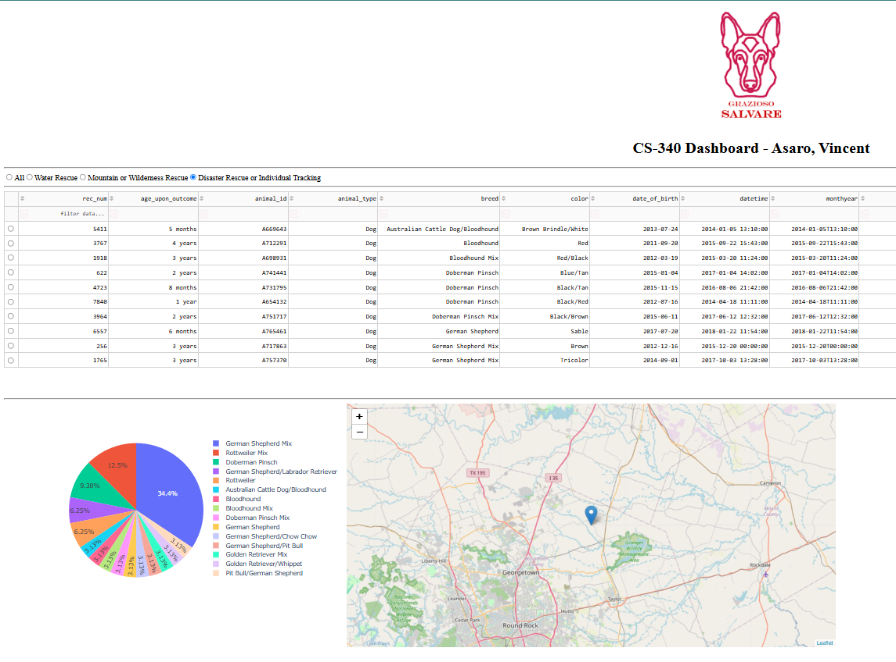 GRAZIOSO
SALVARE
CS-340 Dashboard - Asaro, Vincent
All Water Rescue Mountain or Wilderness Rescue Disaster Rescue or Individual Tracking
rec_num age_upon_outcome animal_id animal_type breed color date_of_birth datetime monthyear
filter data...
5411 5 months A669643 Dog Australian Cattle Dog/Bloodhound Brown Brindle/White 2013-07-24 2014-01-05 13:10:00 2014-01-05T13:10:00
3767 4 years A712291 Dog Bloodhound Red 2011-09-20 2015-09-22 15:43:00 2015-09-22T15:43:00
1918 3 years A698931 Dog Bloodhound Mix Red/Black 2012-03-19 2015-03-20 11:24:00 2015-03-20T11:24:00
622 2 years A741441 Dog Doberman Pinsch Blue/Tan 2015-01-04 2017-01-04 14:02:00 2017-01-04T14:02:00
4723 8 months A731795 Dog Doberman Pinsch Black/Tan 2015-11-15 2016-08-06 21:42:00 2016-08-06T21:42:00
7840 1 year A654132 Dog Doberman Pinsch Black/Red 2012-07-16 2014-04-18 11:11:00 2014-04-18T11:11:00
3964 2 years A751717 Dog Doberman Pinsch Mix Black/Brown 2015-06-11 2017-06-12 12:32:00 2017-06-12T12:32:00
6557 6 months A765461 Dog German Shepherd Sable 2017-07-20 2018-01-22 11:54:00 2018-01-22T11:54:00
256 3 years A717863 Dog German Shepherd Mix Brown 2012-12-16 2015-12-20 00:00:00 2015-12-20T00:00:00
1765 3 years A757370 Dog German Shepherd Mix Tricolor 2014-09-01 2017-10-03 13:28:00 2017-10-03T13:28:00
34.4%
12.5%
9.38%
6.25%
6.25%
3.13%
3.13%
3.13%
3.13%
3.13%
3.13%
3.13%
3.13%
3.13%
3.13%
German Shepherd Mix
Rottweiler Mix
Doberman Pinsch
German Shepherd/Labrador Retriever
Rottweiler
Australian Cattle Dog/Bloodhound
Bloodhound
Bloodhound Mix
Doberman Pinsch Mix
German Shepherd
German Shepherd/Chow Chow
German Shepherd/Pit Bull
Golden Retriever Mix
Golden Retriever/Whippet
Pit Bull/German Shepherd
+
−
TX 195
I 35
Cameron
Liberty Hill
Georgetown
Rockdale
Leander
Hutto
Taylor
Cedar Park
Round Rock
Leaflet